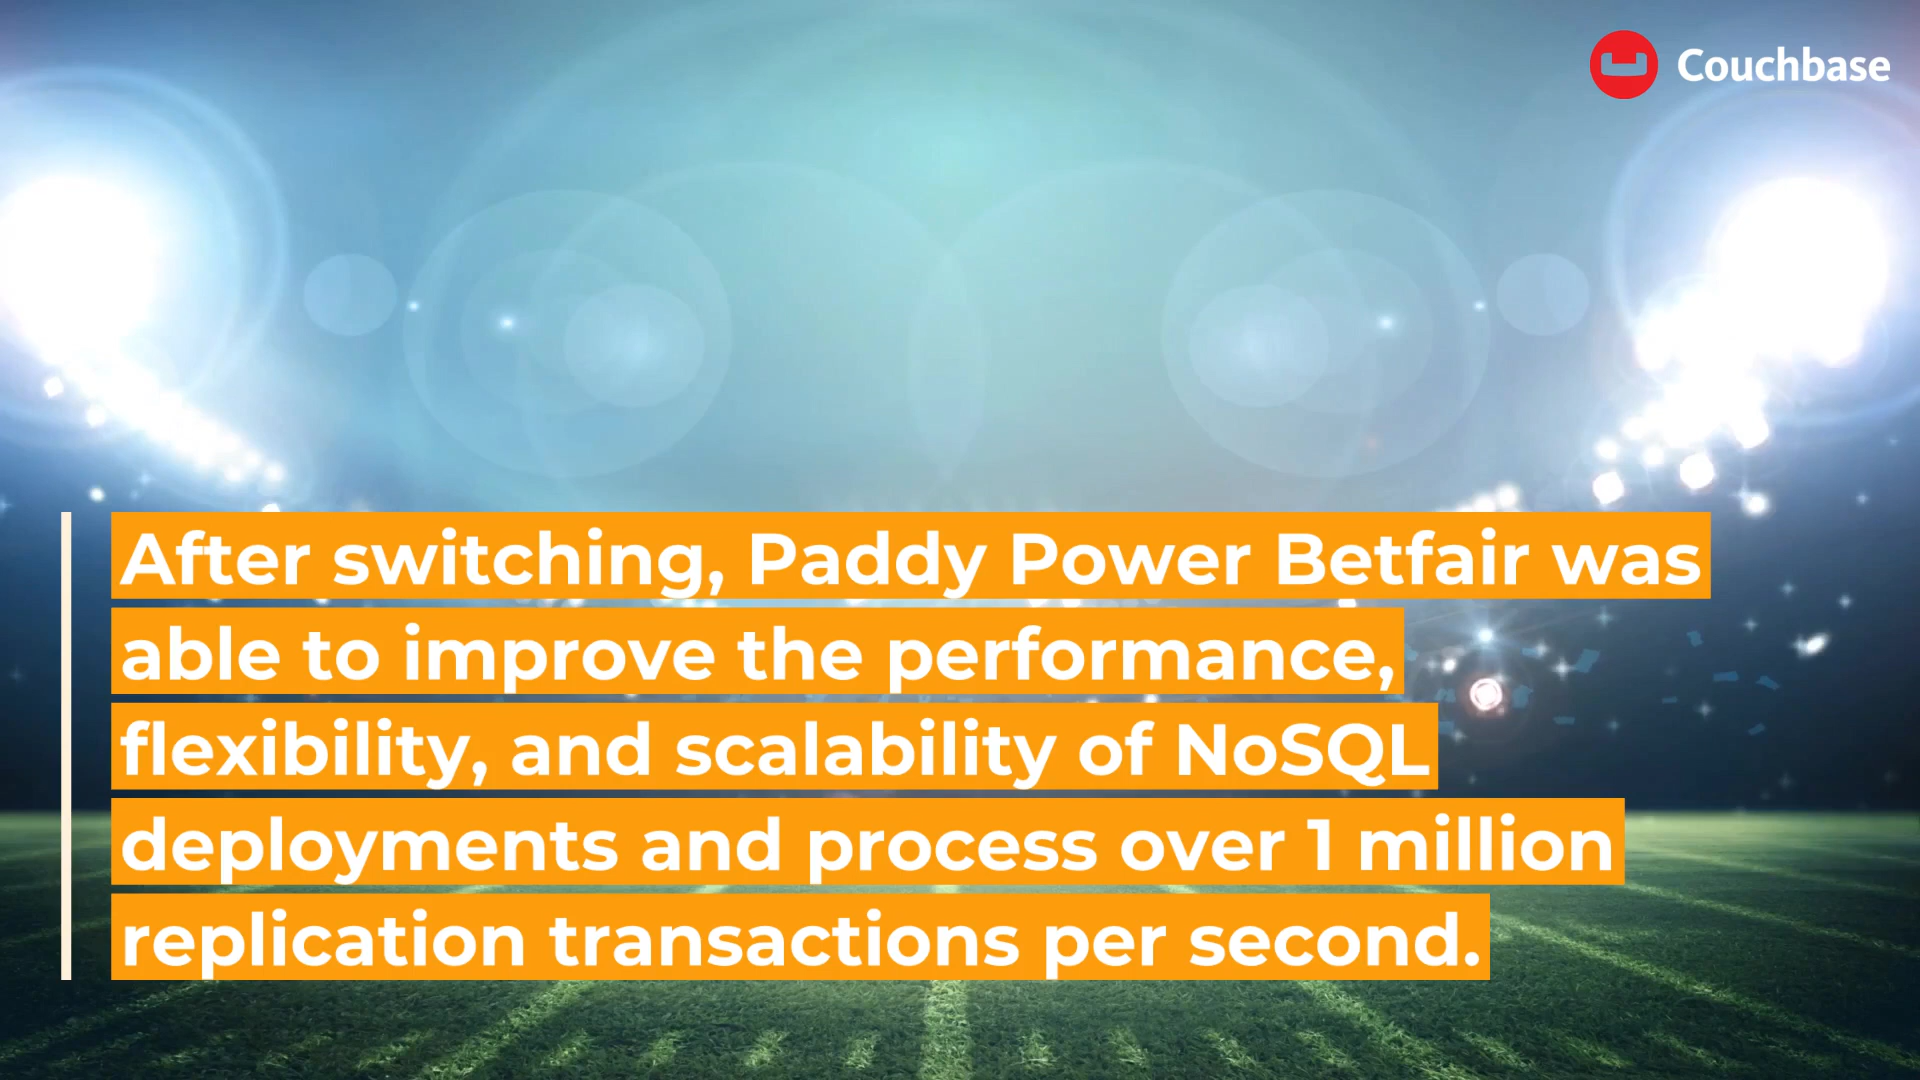 Couchbase
After switching, Paddy Power Betfair was
able to improve the performance,
flexibility, and scalability of NoSQL
deployments and process over 1 million
replication transactions per second.